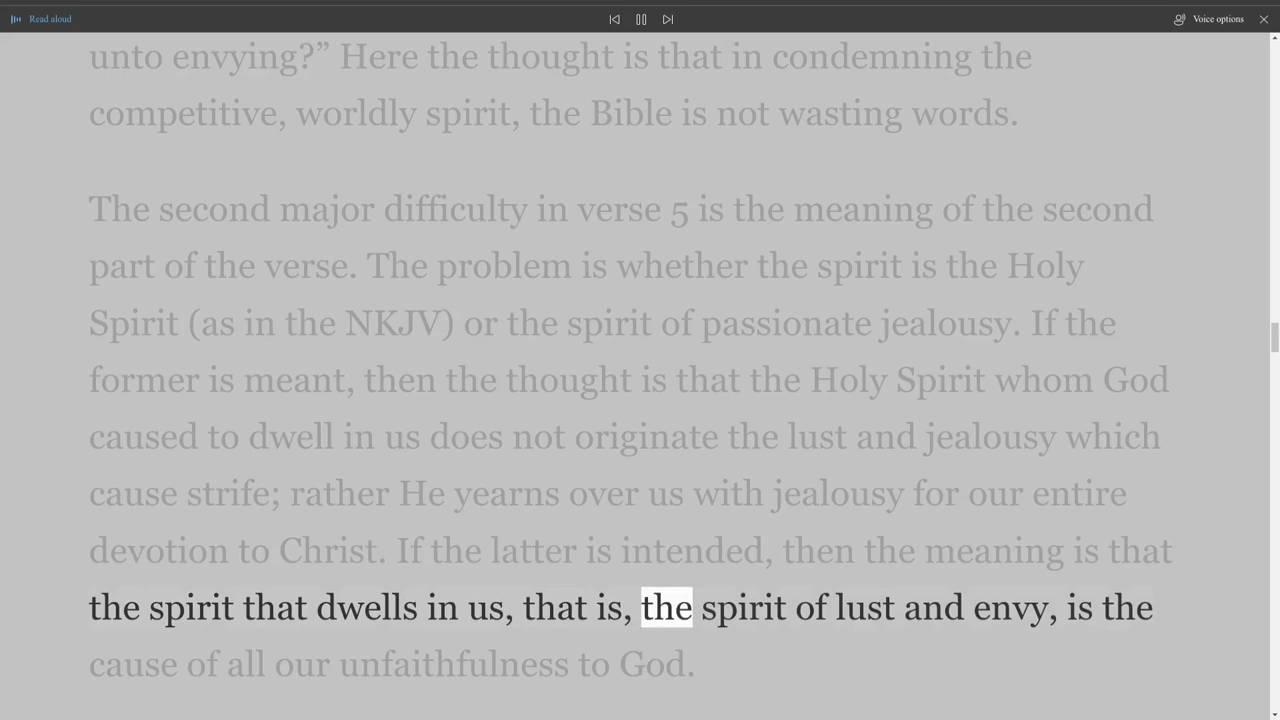 Read aloud
Voice options
unto envying?” Here the thought is that in condemning the
competitive, worldly spirit, the Bible is not wasting words.
The second major difficulty in verse 5 is the meaning of the second
part of the verse. The problem is whether the spirit is the Holy
Spirit (as in the NKJV) or the spirit of passionate jealousy. If the
former is meant, then the thought is that the Holy Spirit whom God
caused to dwell in us does not originate the lust and jealousy which
cause strife; rather He yearns over us with jealousy for our entire
devotion to Christ. If the latter is intended, then the meaning is that
the spirit that dwells in us, that is, the spirit of lust and envy, is the
cause of all our unfaithfulness to God.